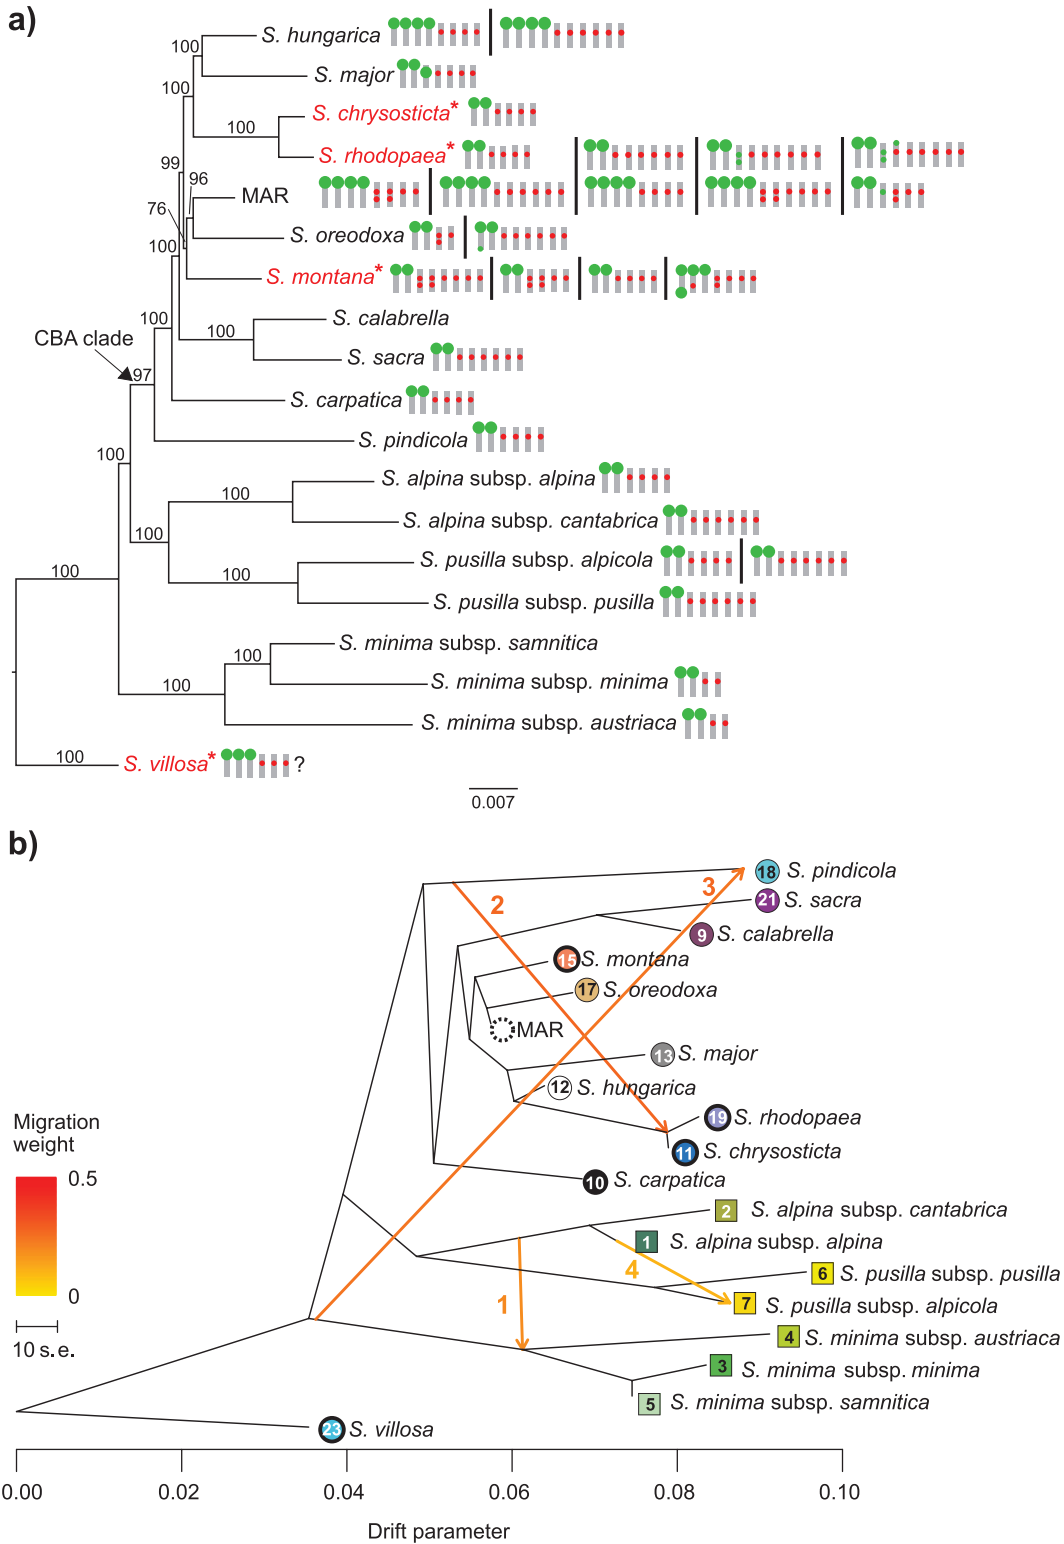 a)
100
S. hungarica
S. major
100
S. chrysosticta*
100
S. rhodopaea*
99
96
MAR
76
S. oreodoxa
100
S. montana*
100
S. calabrella
100
CBA clade
S. sacra
97
S. carpatica
S. pindicola
100
S. alpina subsp. alpina
100
S. alpina subsp. cantabrica
100
S. pusilla subsp. alpicola
100
100
S. pusilla subsp. pusilla
S. minima subsp. samnitica
100
S. minima subsp. minima
100
S. minima subsp. austriaca
100
S. villosa*
?
0.007
b)
18 S. pindicola
3
2
21 S. sacra
9 S. calabrella
15 S. montana
17 S. oreodoxa
MAR
13 S. major
12 S. hungarica
19 S. rhodopaea
11 S. chrysosticta
10 S. carpatica
Migration
weight
0.5
0
10 s.e.
2 S. alpina subsp. cantabrica
1 S. alpina subsp. alpina
4
6 S. pusilla subsp. pusilla
1
7 S. pusilla subsp. alpicola
4 S. minima subsp. austriaca
3 S. minima subsp. minima
5 S. minima subsp. samnitica
23 S. villosa
0.00 0.02 0.04 0.06 0.08 0.10
Drift parameter